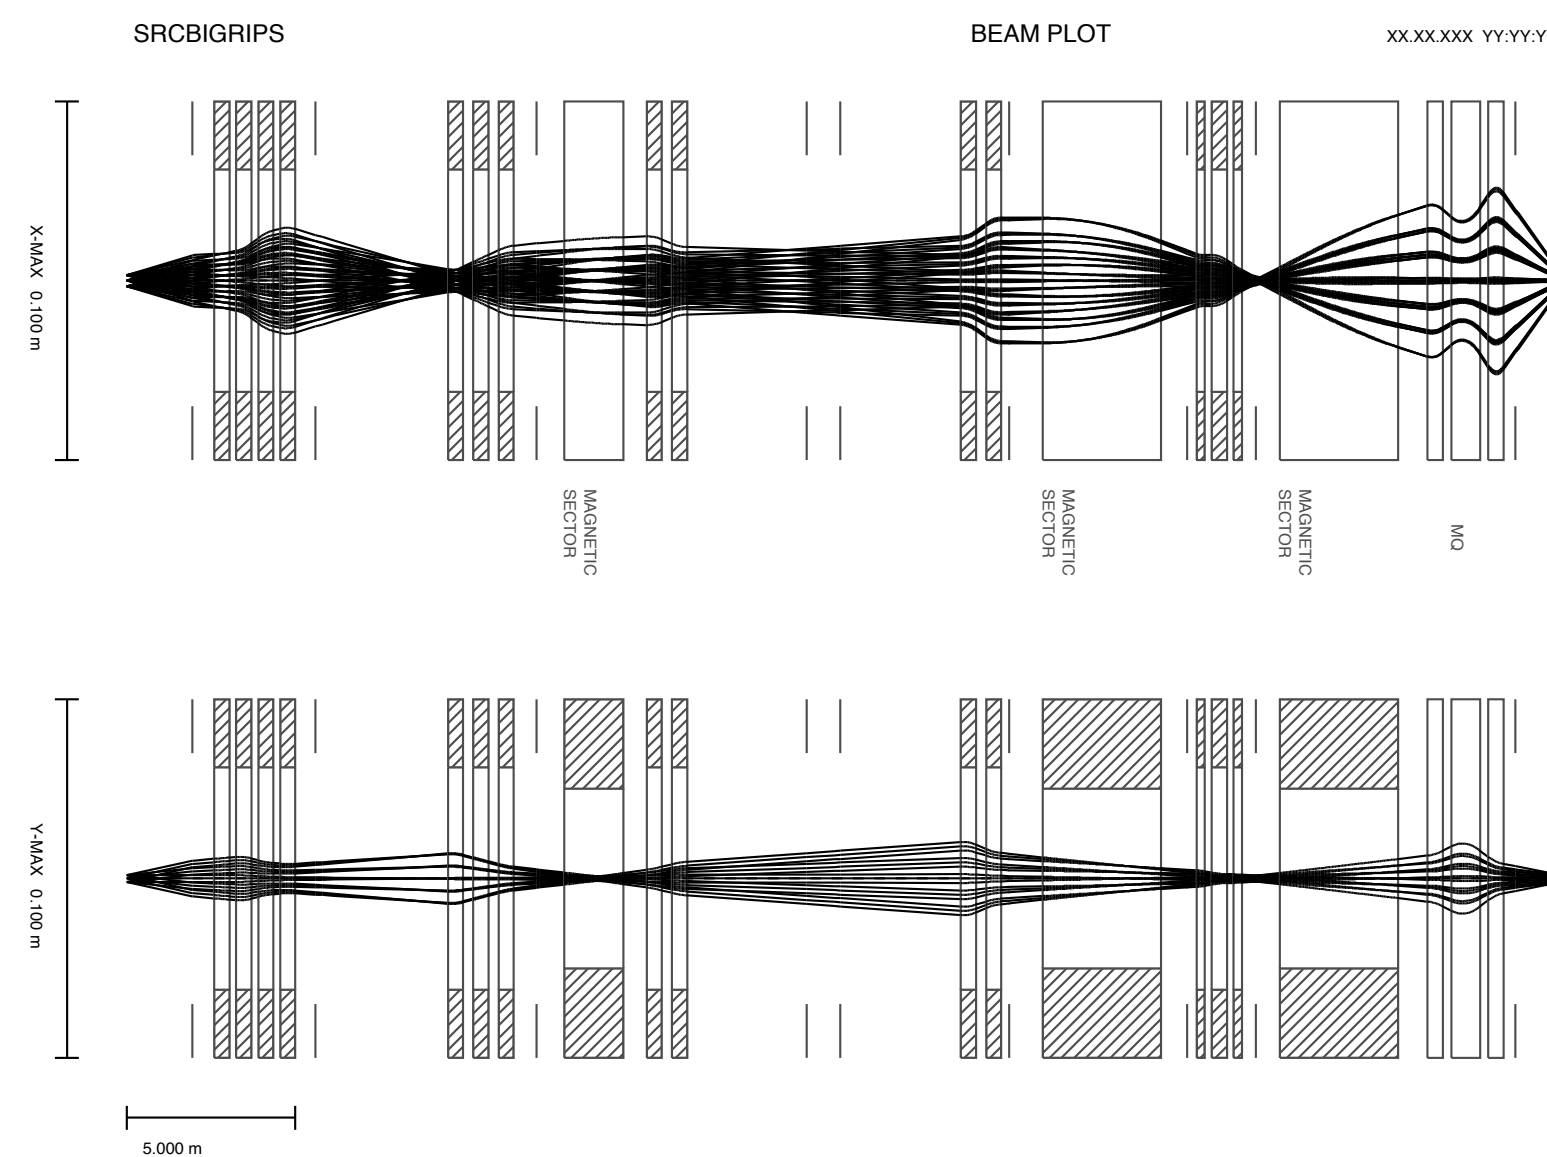 SRCBIGRIPS
BEAM PLOT
XX.XX.XXX YY:YY:Y
X-MAX 0.100 m
MAGNETIC
SECTOR
MAGNETIC
SECTOR
MAGNETIC
SECTOR
MQ
Y-MAX 0.100 m
5.000 m